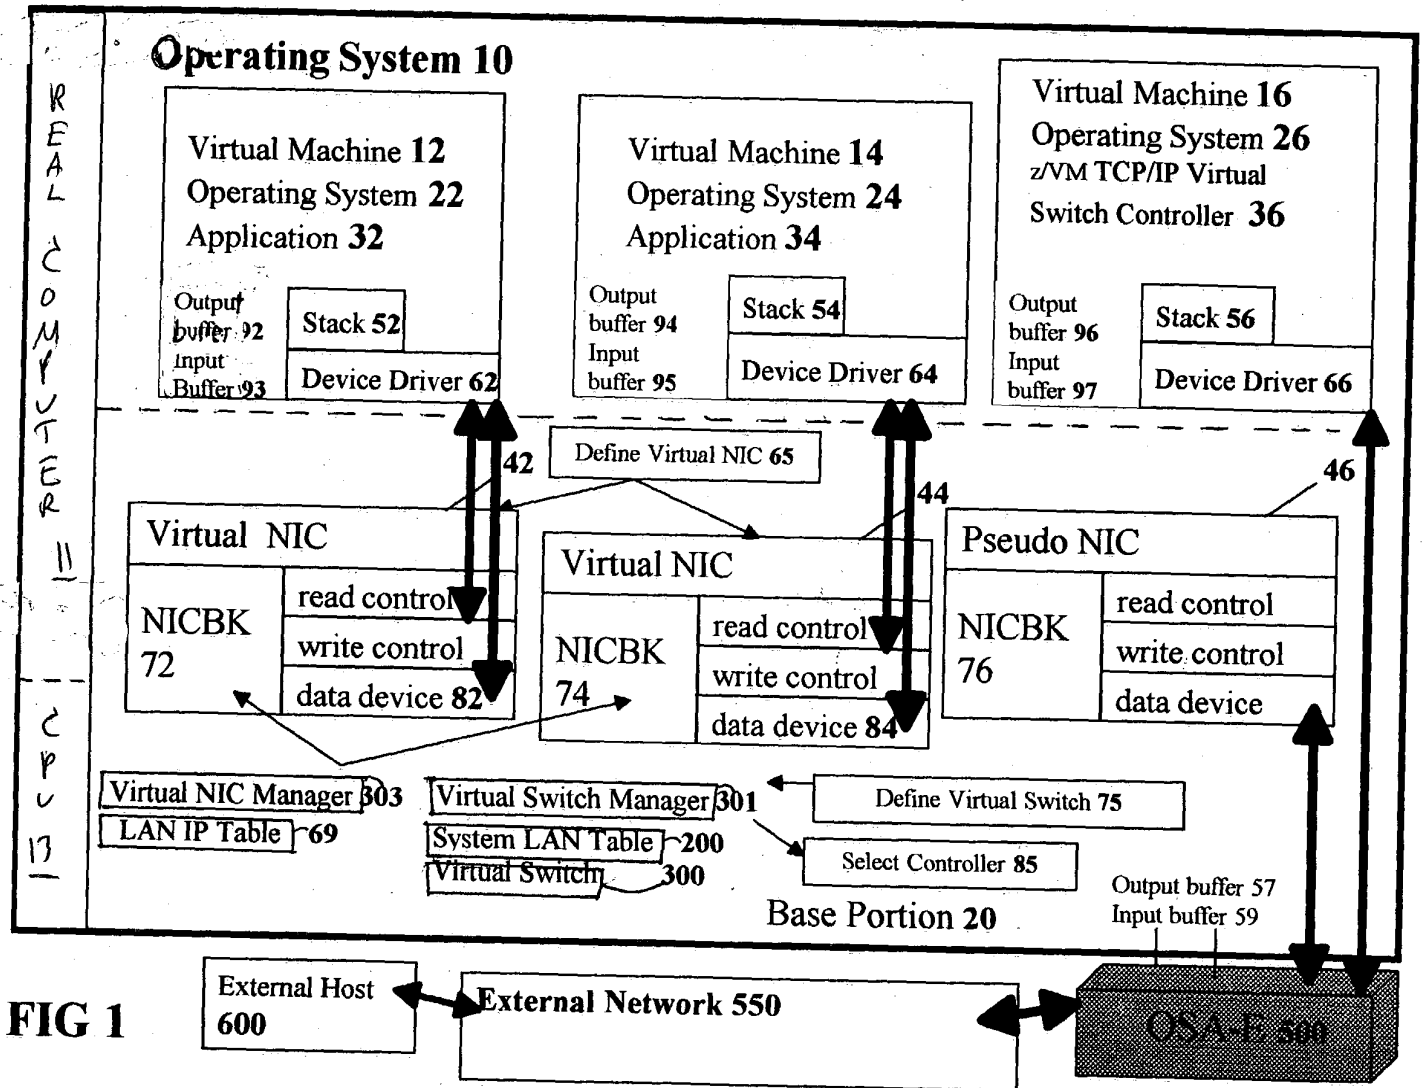 Operating System 10
REAL COMPUTER 11
CPU 13
Virtual Machine 12
Operating System 22
Application 32
Output
buffer 92
Input
Buffer 93
Stack 52
Device Driver 62
Virtual Machine 14
Operating System 24
Application 34
Output
buffer 94
Input
buffer 95
Stack 54
Device Driver 64
Virtual Machine 16
Operating System 26
z/VM TCP/IP Virtual
Switch Controller 36
Output
buffer 96
Input
buffer 97
Stack 56
Device Driver 66
Define Virtual NIC 65
42
44
46
Virtual NIC
NICBK
72
read control
write control
data device 82
Virtual NIC
NICBK
74
read control
write control
data device 84
Pseudo NIC
NICBK
76
read control
write control
data device
Virtual NIC Manager 303
LAN IP Table 69
Virtual Switch Manager 301
System LAN Table 200
Virtual Switch 300
Define Virtual Switch 75
Select Controller 85
Base Portion 20
Output buffer 57
Input buffer 59
External Host
600
External Network 550
OSA-E 500
FIG 1